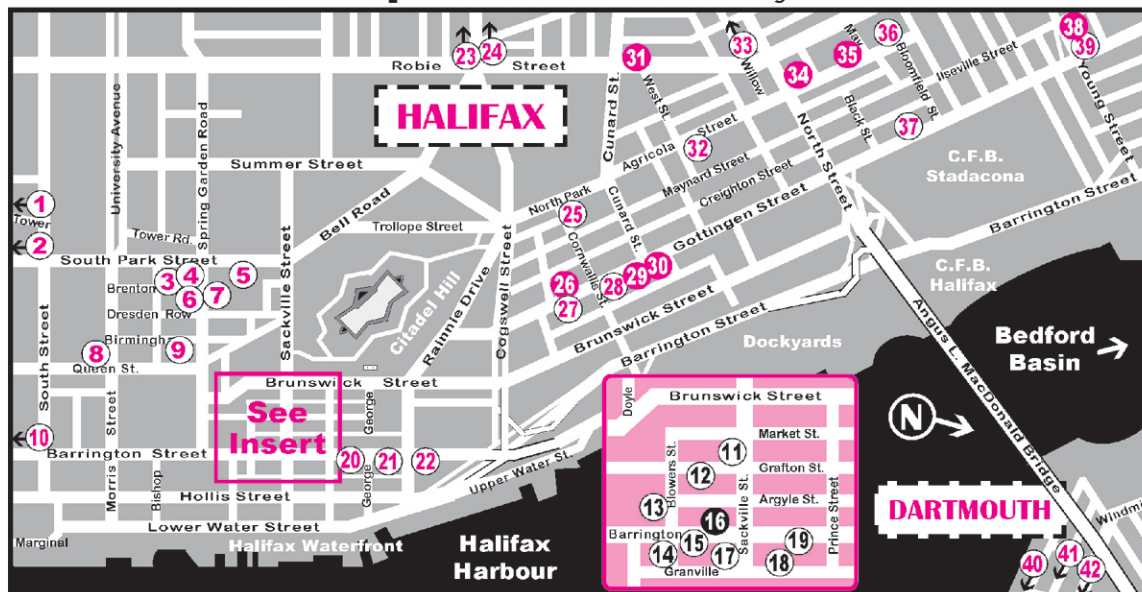 23
24
Robie Street
31
33
34
35
36
38
39
HALIFAX
Cunard St.
West St.
Willow
May
Bloomfield St.
Ilseville Street
Young Street
University Avenue
Spring Garden Road
Summer Street
Bell Road
32
Agricola Street
Maynard Street
Creighton Street
Black St.
37
North Street
C.F.B.
Stadacona
1
Tower
2
Tower Rd.
South Park Street
Trollope Street
North Park
25
Cunard St.
Gottingen Street
Barrington Street
C.F.B.
Halifax
3
4
5
Brenton
6
7
Dresden Row
Sackville Street
Citadel Hill
Rainnie Drive
Cogswell Street
Cornwallis St.
26
27
28
29
30
Brunswick Street
Barrington Street
Dockyards
Angus L. MacDonald Bridge
Bedford
Basin
8
Birmingham
9
Queen St.
South Street
10
Barrington Street
Morris Street
Bishop
See
Insert
Brunswick Street
George
20
21
22
George
Hollis Street
Upper Water St.
Lower Water Street
Marginal
Halifax Waterfront
Halifax
Harbour
Doyle
Brunswick Street
Market St.
11
Grafton St.
12
Blowers St.
13
Argyle St.
16
Sackville St.
Prince Street
Barrington
15
19
14
17
18
Granville
N
DARTMOUTH
40
41
42